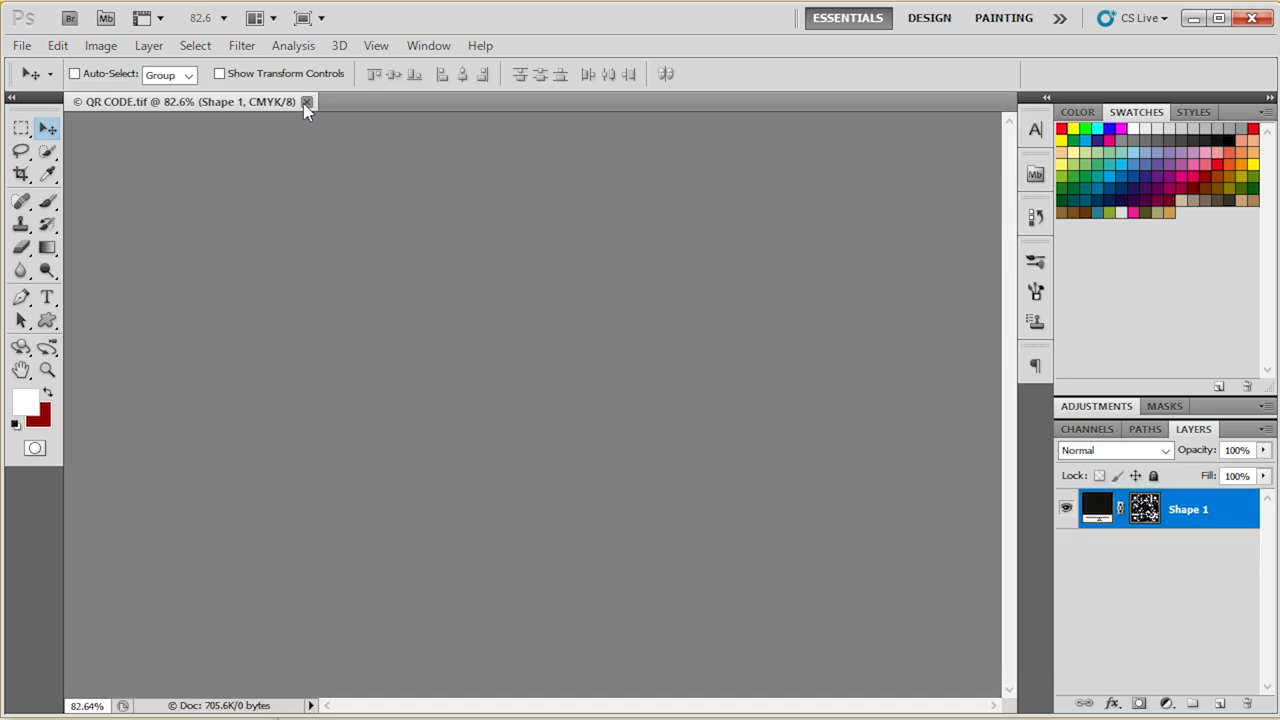 Ps Br Mb 82.6 ESSENTIALS DESIGN PAINTING CS Live
File Edit Image Layer Select Filter Analysis 3D View Window Help
Auto-Select: Group Show Transform Controls
© QR CODE.tif @ 82.6% (Shape 1, CMYK/8)
COLOR SWATCHES STYLES
A
Mb
T
ADJUSTMENTS MASKS
CHANNELS PATHS LAYERS
Normal Opacity: 100%
Lock: Fill: 100%
Shape 1
fx
82.64% © Doc: 705.6K/0 bytes